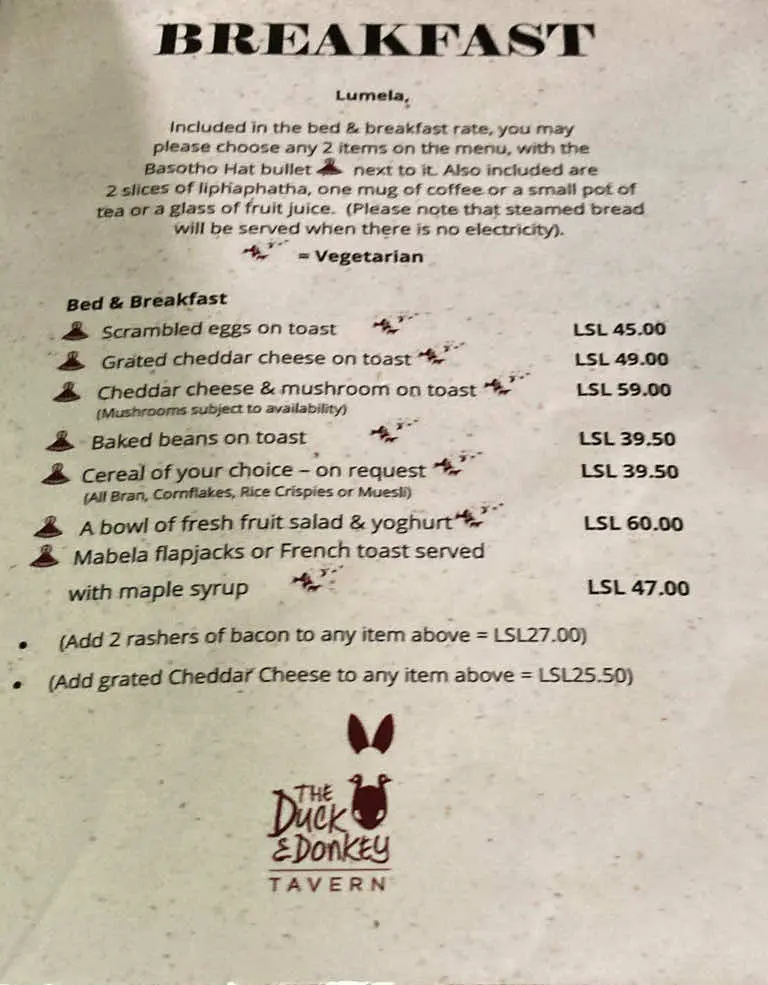 BREAKFAST
Lumela,
Included in the bed & breakfast rate, you may
please choose any 2 items on the menu, with the
Basotho Hat bullet next to it. Also included are
2 slices of liphaphatha, one mug of coffee or a small pot of
tea or a glass of fruit juice. (Please note that steamed bread
will be served when there is no electricity).
= Vegetarian
Bed & Breakfast
Scrambled eggs on toast LSL 45.00
Grated cheddar cheese on toast LSL 49.00
Cheddar cheese & mushroom on toast LSL 59.00
(Mushrooms subject to availability)
Baked beans on toast LSL 39.50
Cereal of your choice – on request LSL 39.50
(All Bran, Cornflakes, Rice Crispies or Muesli)
A bowl of fresh fruit salad & yoghurt LSL 60.00
Mabela flapjacks or French toast served
with maple syrup LSL 47.00
• (Add 2 rashers of bacon to any item above = LSL27.00)
• (Add grated Cheddar Cheese to any item above = LSL25.50)
THE
DUCK
& DONKEY
TAVERN